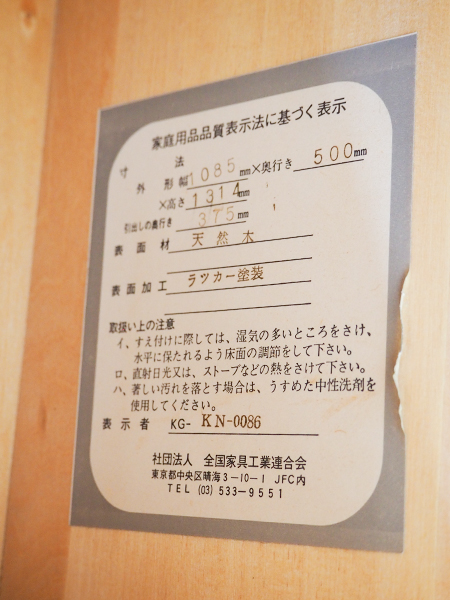 家庭用品品質表示法に基づく表示
寸法
外形 幅 1085 mm×奥行き 500 mm
×高さ 1314 mm
引出しの奥行き 375 mm
表面材 天然木
表面加工 ラツカー塗装
取扱い上の注意
イ、すえ付けに際しては、湿気の多いところをさけ、
水平に保たれるよう床面の調節をして下さい。
ロ、直射日光又は、ストーブなどの熱をさけて下さい。
ハ、著しい汚れを落とす場合は、うすめた中性洗剤を
使用してください。
表示者 KG- KN-0086
社団法人 全国家具工業連合会
東京都中央区晴海3-10-1 JFC内
TEL (03) 533-9551